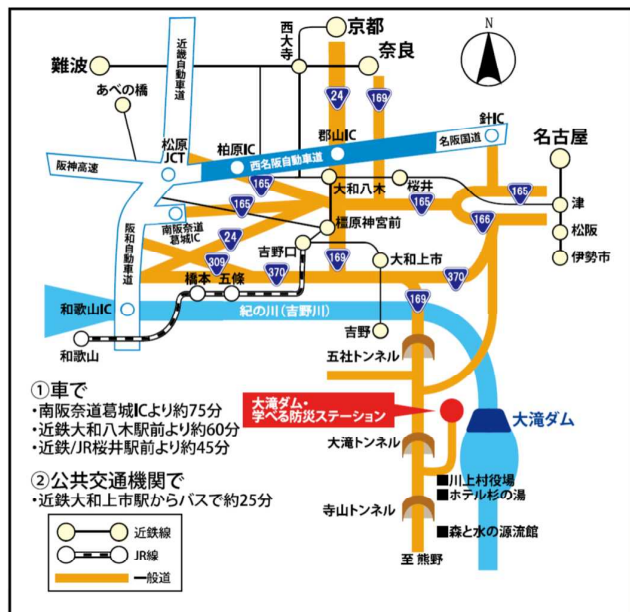 京都
西大寺
近畿自動車道
難波
奈良
あべの橋
24
169
針IC
名古屋
松原JCT
柏原IC
郡山IC
名阪国道
西名阪自動車道
阪神高速
165
大和八木
桜井
165
165
165
津
南阪奈道葛城IC
166
松阪
阪和自動車道
橿原神宮前
24
吉野口
大和上市
伊勢市
309
370
169
370
橋本
五條
169
和歌山IC
紀の川（吉野川）
吉野
和歌山
五社トンネル
①車で
・南阪奈道葛城ICより約75分
・近鉄大和八木駅前より約60分
・近鉄/JR桜井駅前より約45分
大滝ダム・
学べる防災ステーション
大滝ダム
大滝トンネル
②公共交通機関で
・近鉄大和上市駅からバスで約25分
■川上村役場
■ホテル杉の湯
寺山トンネル
■森と水の源流館
至 熊野
近鉄線
JR線
一般道